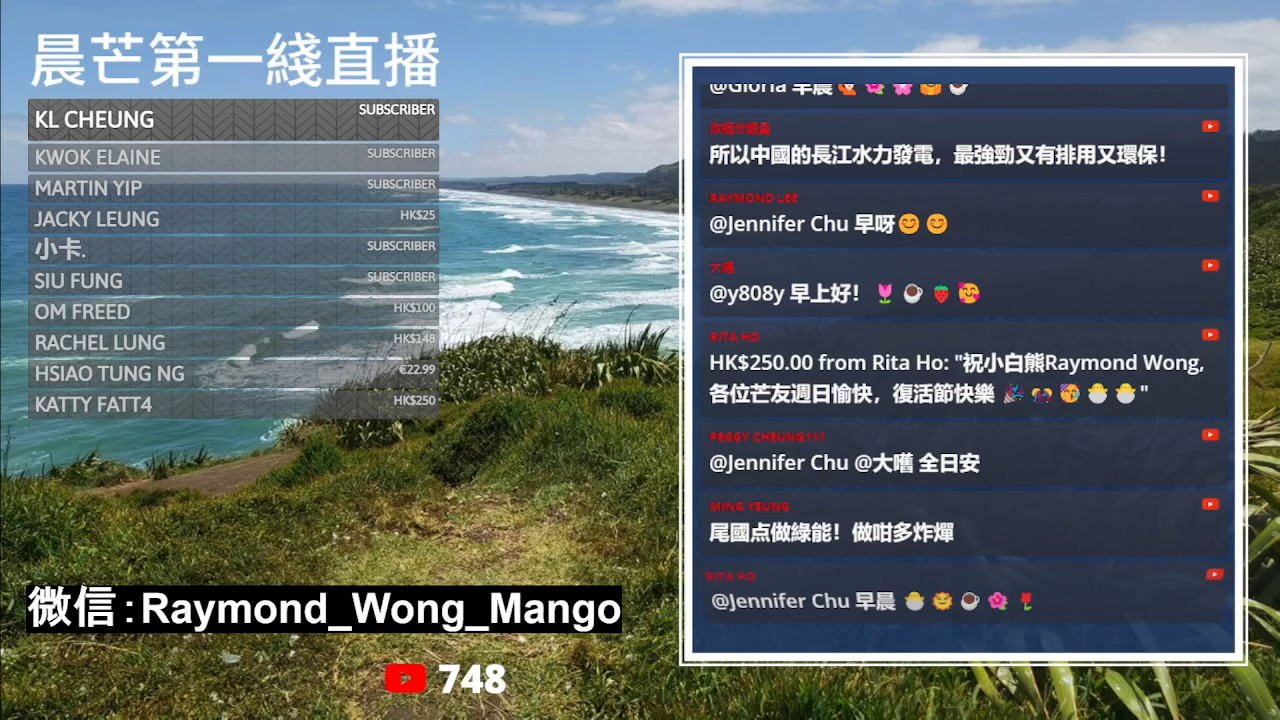 晨芒第一綫直播
KL CHEUNG SUBSCRIBER
KWOK ELAINE SUBSCRIBER
MARTIN YIP SUBSCRIBER
JACKY LEUNG HK$25
小卡. SUBSCRIBER
SIU FUNG SUBSCRIBER
OM FREED HK$100
RACHEL LUNG HK$148
HSIAO TUNG NG €22.99
KATTY FATT4 HK$250
微信:Raymond_Wong_Mango
748
@Gloria 早晨
所以中國的長江水力發電，最強勁又有排用又環保！
RAYMOND LEE
@Jennifer Chu 早呀😊 😊
大嚿
@y808y 早上好！ 🌷 ☕ 🍓 🥰
RITA HO
HK$250.00 from Rita Ho: "祝小白熊Raymond Wong,
各位芒友週日愉快，復活節快樂 🎉 🎊 🥳 🐣 🐣 "
PEGGY CHEUNG111
@Jennifer Chu @大嚿 全日安
MING YEUNG
尾國点做綠能！做咁多炸彈
RITA HO
@Jennifer Chu 早晨